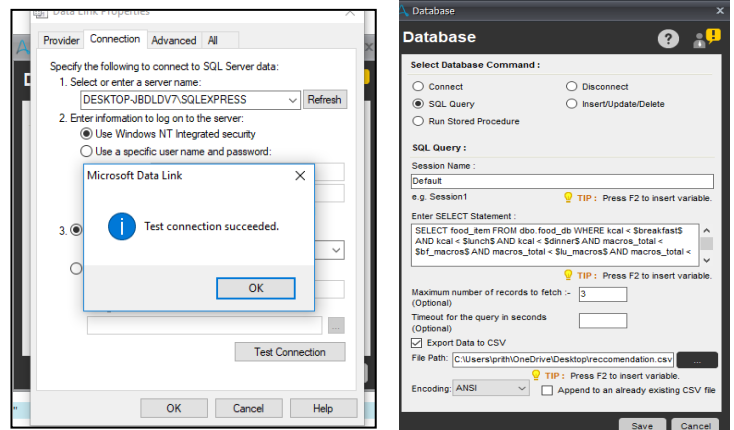 Data Link Properties
Provider Connection Advanced All
Specify the following to connect to SQL Server data:
1. Select or enter a server name:
DESKTOP-JBDLDV7\SQLEXPRESS Refresh
2. Enter information to log on to the server:
Use Windows NT Integrated security
Use a specific user name and password:
Microsoft Data Link
Test connection succeeded.
3.
OK
...
Test Connection
OK Cancel Help
Database
Database
Select Database Command :
Connect Disconnect
SQL Query Insert/Update/Delete
Run Stored Procedure
SQL Query :
Session Name :
Default
e.g. Session1 TIP : Press F2 to insert variable.
Enter SELECT Statement :
SELECT food_item FROM dbo.food_db WHERE kcal < $breakfast$
AND kcal < $lunch$ AND kcal < $dinner$ AND macros_total <
$bf_macros$ AND macros_total < $lu_macros$ AND macros_total <
TIP : Press F2 to insert variable.
Maximum number of records to fetch :- 3
(Optional)
Timeout for the query in seconds
(Optional)
Export Data to CSV
File Path: C:\Users\prith\OneDrive\Desktop\reccomendation.csv ...
TIP : Press F2 to insert variable.
Encoding: ANSI Append to an already existing CSV file
Save Cancel